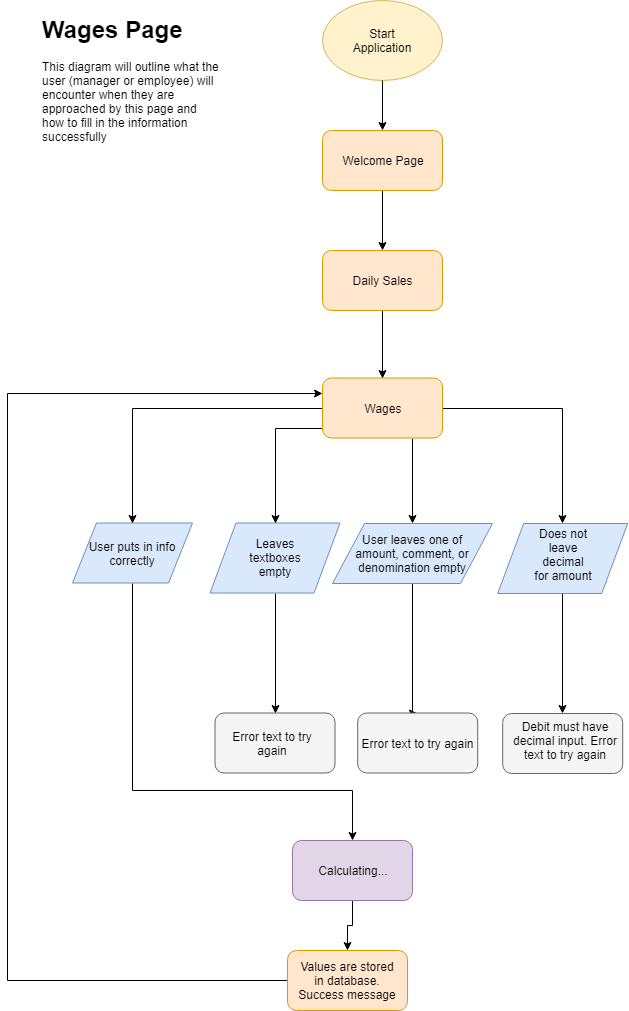 Wages Page
This diagram will outline what the
user (manager or employee) will
encounter when they are
approached by this page and
how to fill in the information
successfully
Start
Application
Welcome Page
Daily Sales
Wages
User puts in info
correctly
Leaves
textboxes
empty
User leaves one of
amount, comment, or
denomination empty
Does not
leave
decimal
for amount
Error text to try
again
Error text to try again
Debit must have
decimal input. Error
text to try again
Calculating...
Values are stored
in database.
Success message